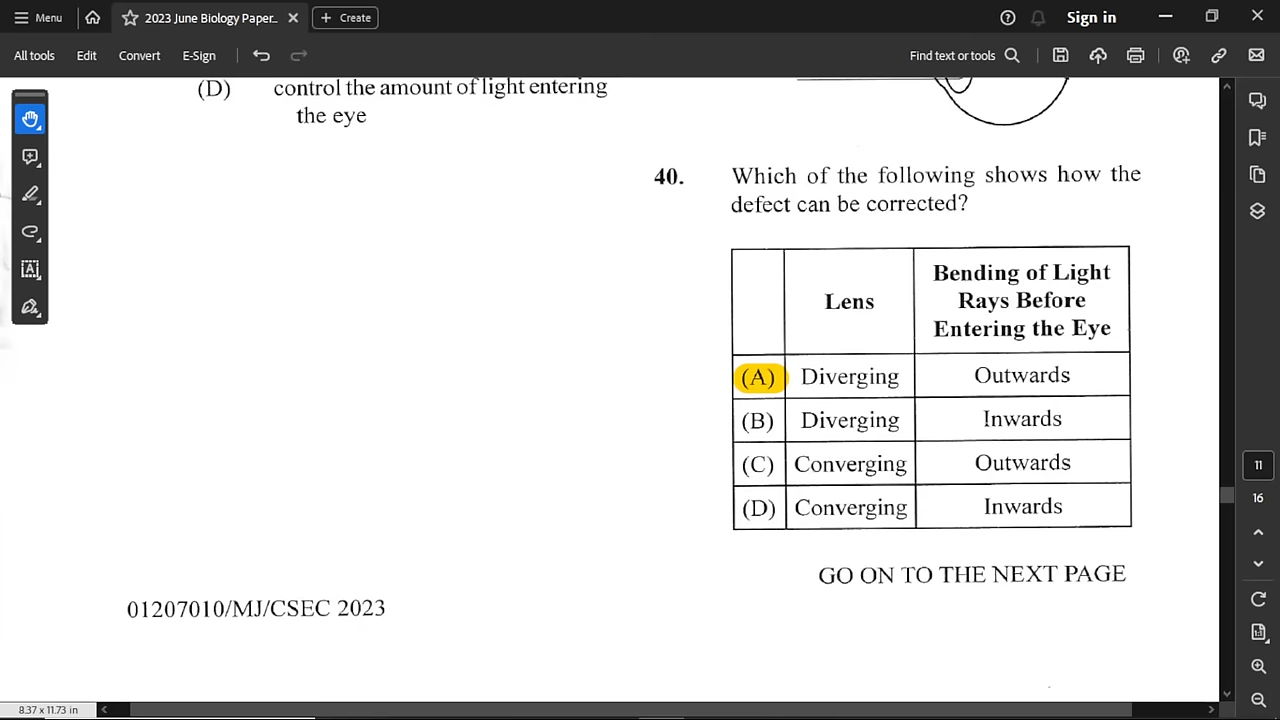 Menu
2023 June Biology Paper...
Create
Sign in
All tools
Edit
Convert
E-Sign
Find text or tools
(D) control the amount of light entering
the eye
40. Which of the following shows how the
defect can be corrected?
Lens
Bending of Light
Rays Before
Entering the Eye
(A) Diverging Outwards
(B) Diverging Inwards
(C) Converging Outwards
(D) Converging Inwards
GO ON TO THE NEXT PAGE
01207010/MJ/CSEC 2023
11
16
8.37 x 11.73 in